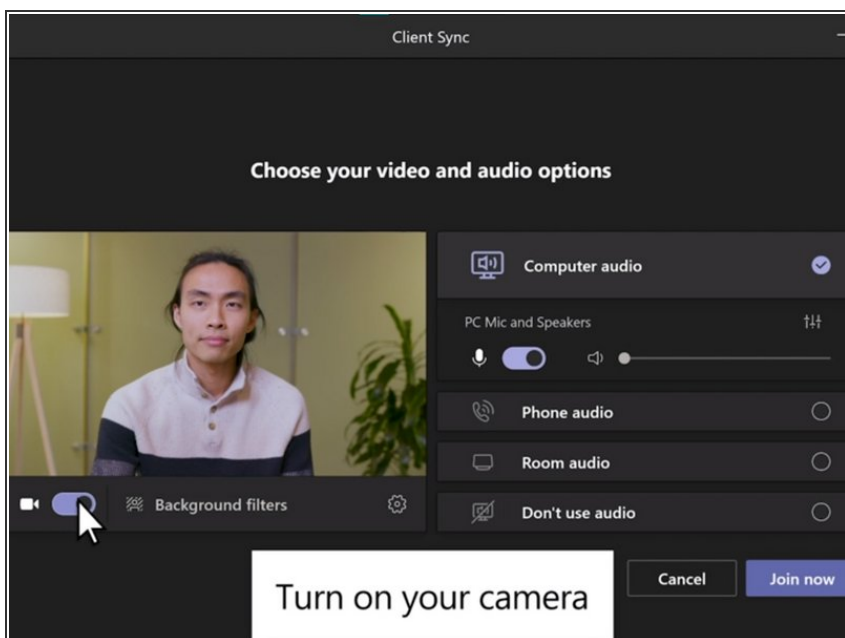 Client Sync
Choose your video and audio options
Computer audio
PC Mic and Speakers
Phone audio
Room audio
Background filters
Don't use audio
Turn on your camera
Cancel
Join now